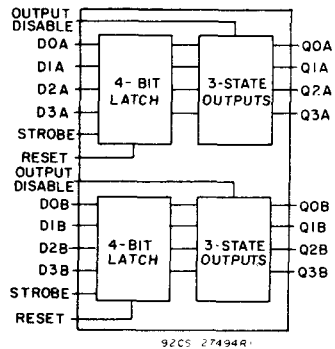 OUTPUT
DISABLE
D0A
D1A
D2A
D3A
STROBE
RESET
4-BIT
LATCH
3-STATE
OUTPUTS
Q0A
Q1A
Q2A
Q3A
OUTPUT
DISABLE
D0B
D1B
D2B
D3B
STROBE
RESET
4-BIT
LATCH
3-STATE
OUTPUTS
Q0B
Q1B
Q2B
Q3B
92CS 27494R1